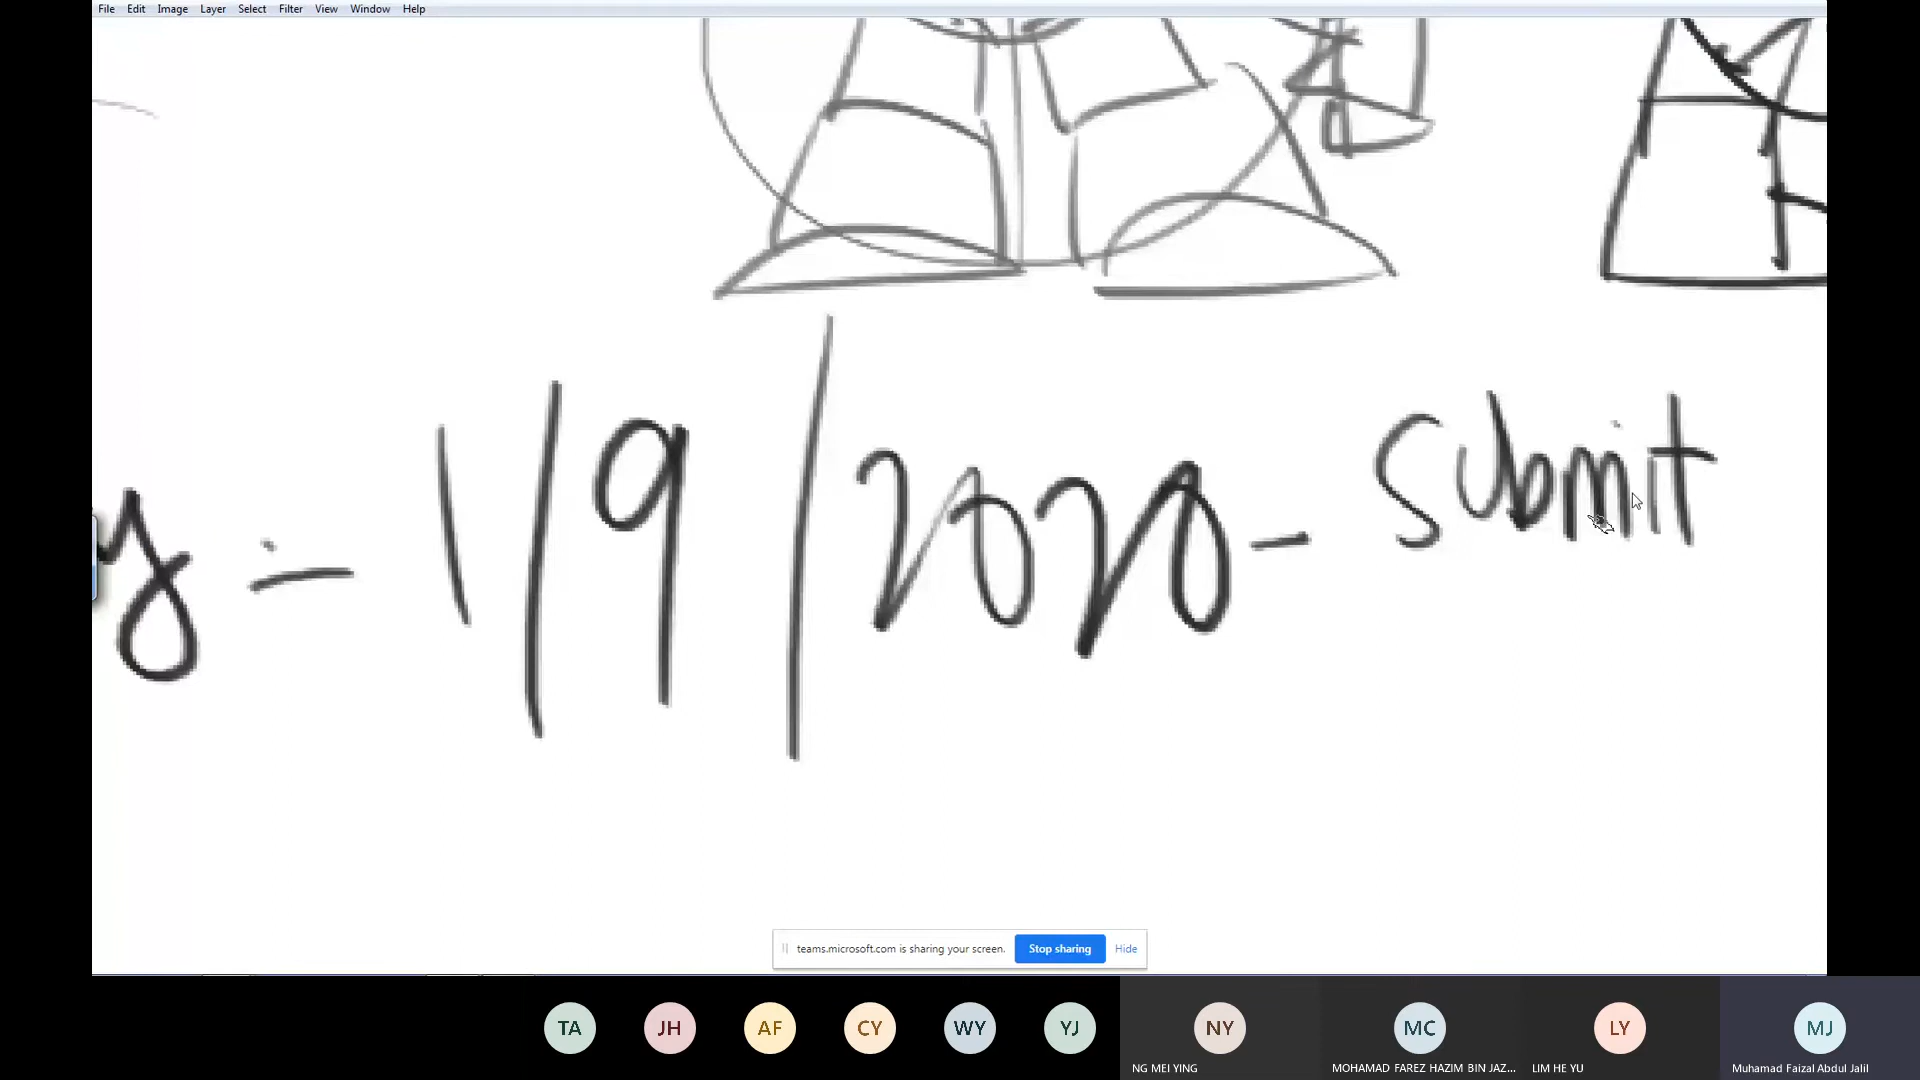 File Edit Image Layer Select Filter View Window Help
y - 1/9/2020 - Submit
teams.microsoft.com is sharing your screen. Stop sharing Hide
TA JH AF CY WY YJ NY MC LY MJ
NG MEI YING MOHAMAD FAREZ HAZIM BIN JAZ... LIM HE YU Muhamad Faizal Abdul Jalil